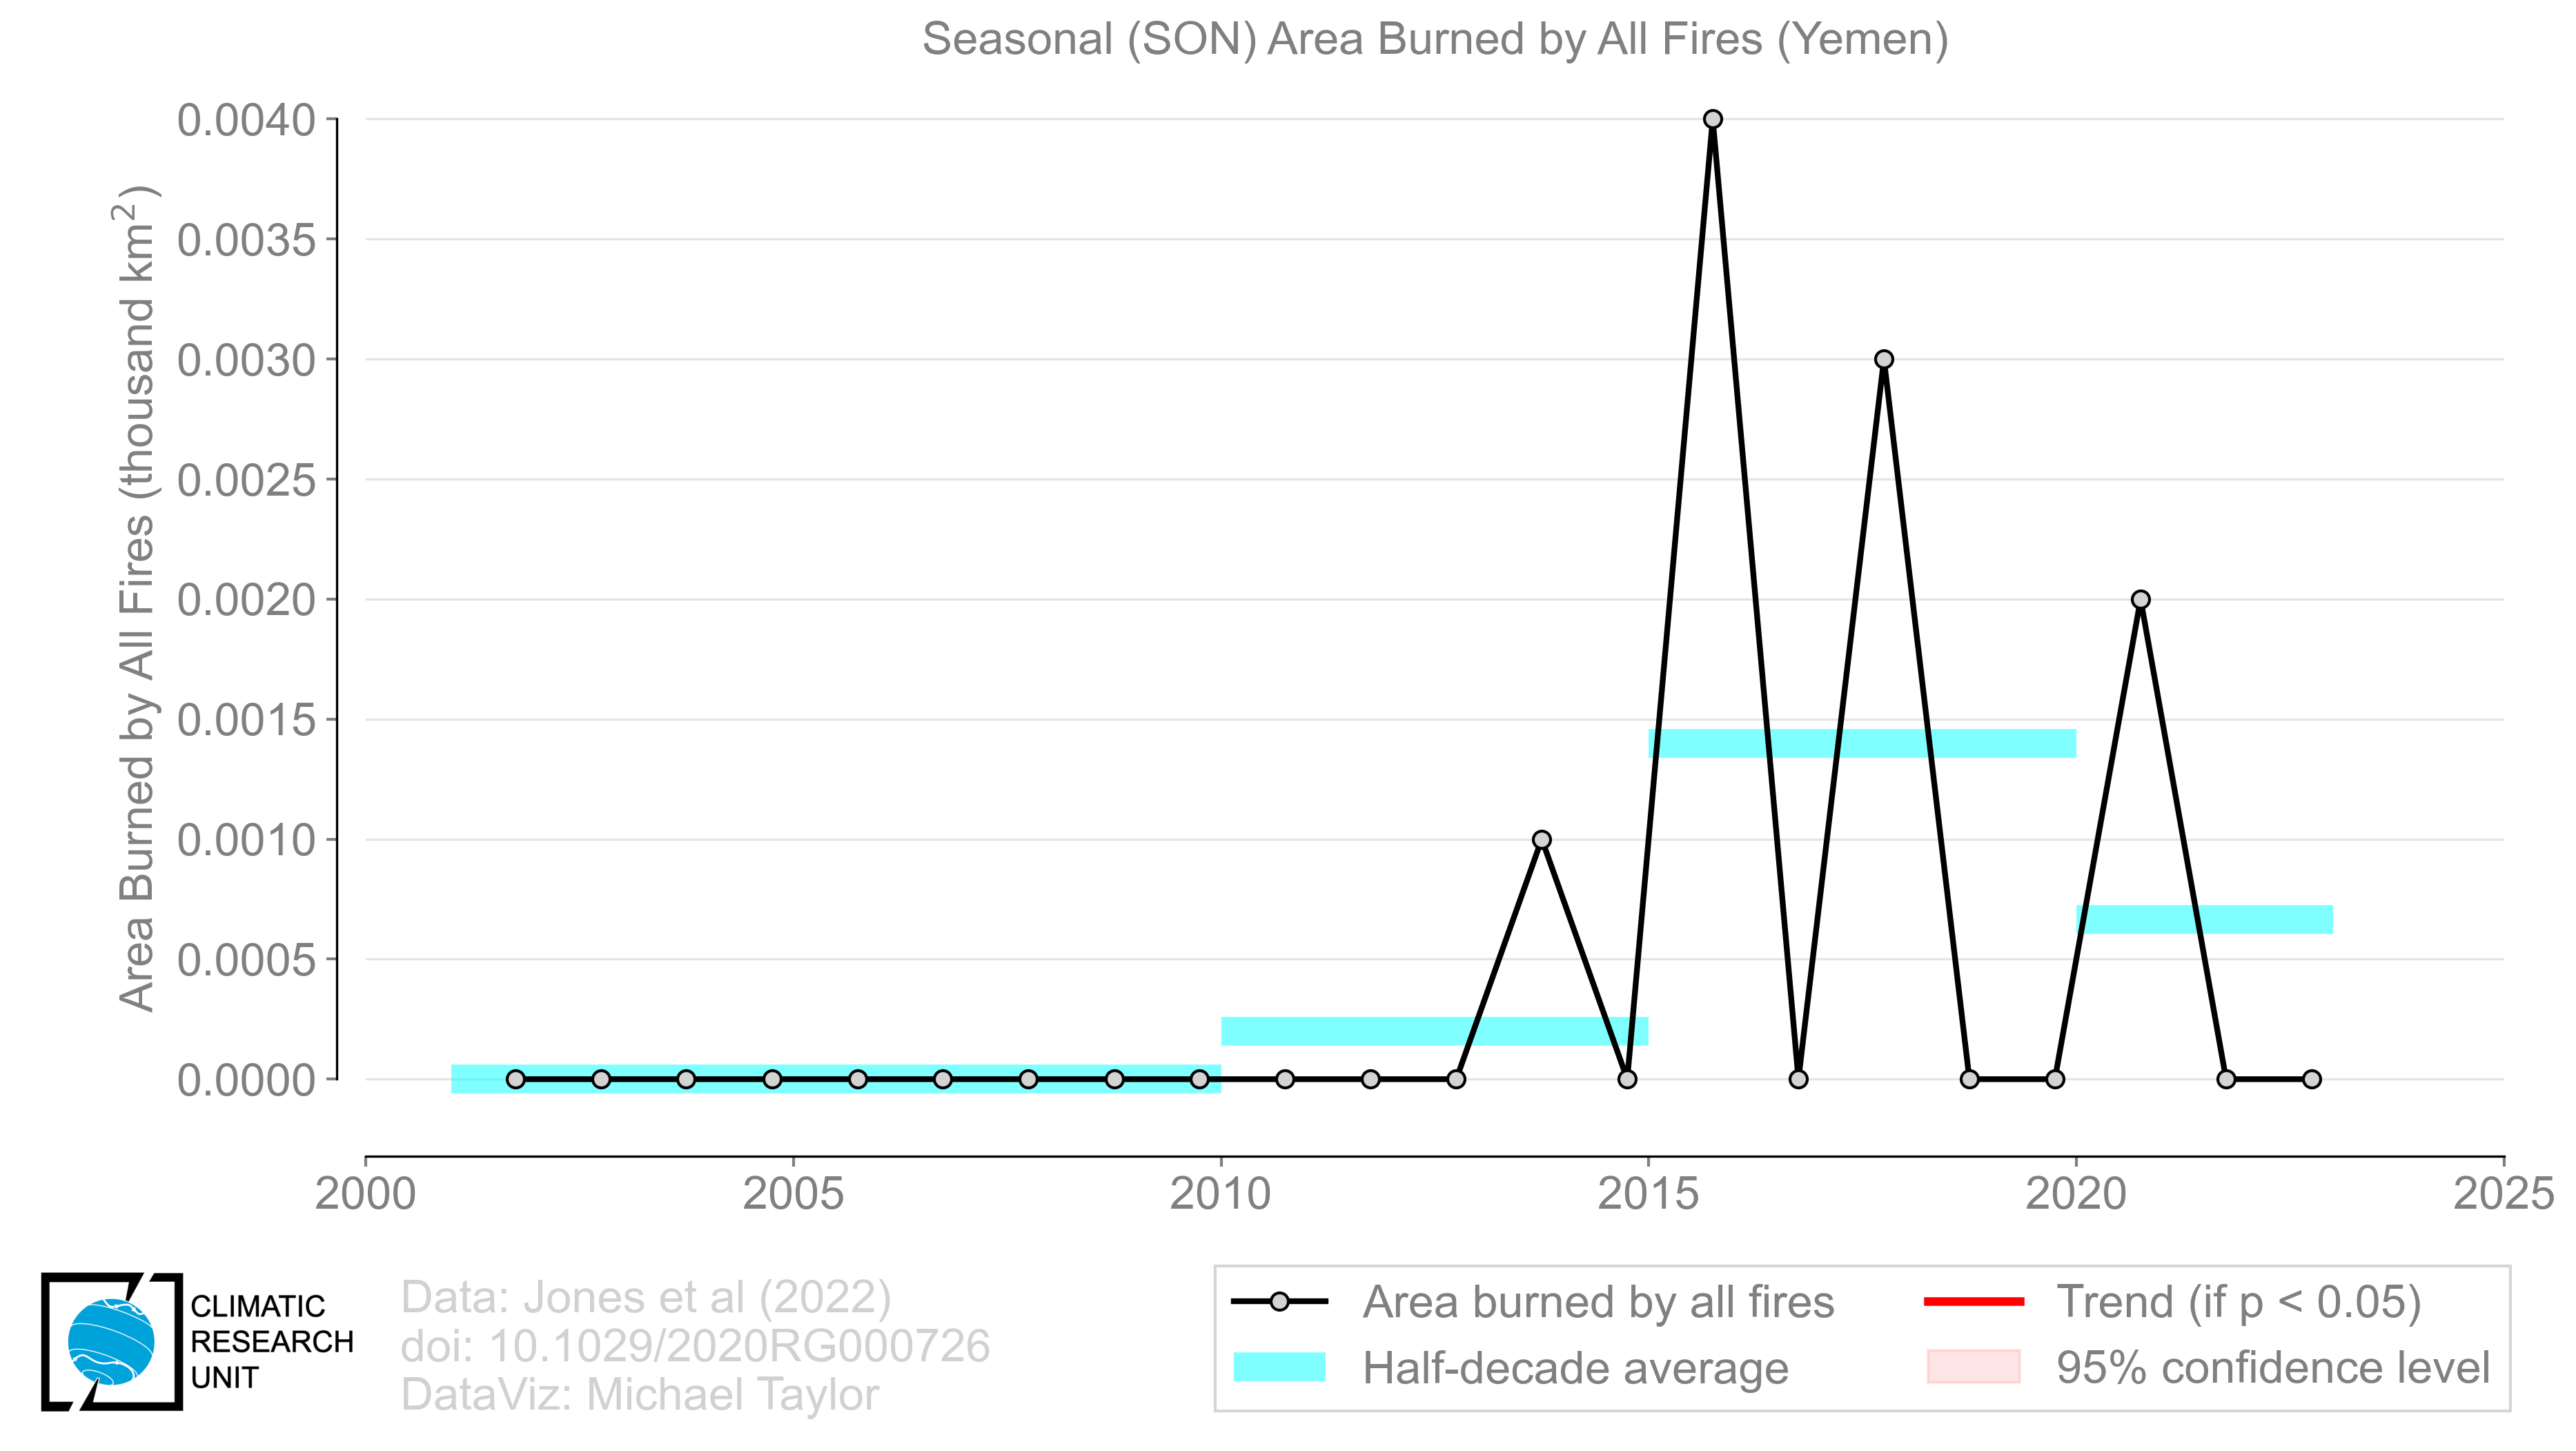 Seasonal (SON) Area Burned by All Fires (Yemen)
Area Burned by All Fires (thousand km²)
0.0040
0.0035
0.0030
0.0025
0.0020
0.0015
0.0010
0.0005
0.0000
2000 2005 2010 2015 2020 2025
CLIMATIC
RESEARCH
UNIT
Data: Jones et al (2022)
doi: 10.1029/2020RG000726
DataViz: Michael Taylor
Area burned by all fires
Half-decade average
Trend (if p < 0.05)
95% confidence level